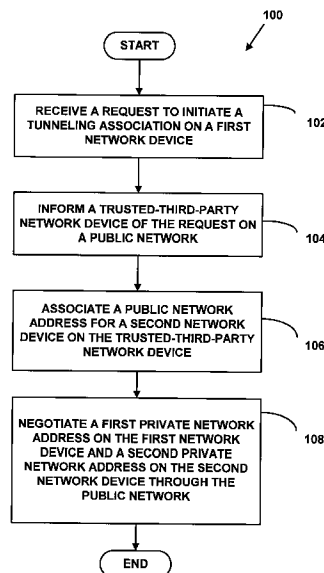 100
START
RECEIVE A REQUEST TO INITIATE A
TUNNELING ASSOCIATION ON A FIRST
NETWORK DEVICE
102
INFORM A TRUSTED-THIRD-PARTY
NETWORK DEVICE OF THE REQUEST ON
A PUBLIC NETWORK
104
ASSOCIATE A PUBLIC NETWORK
ADDRESS FOR A SECOND NETWORK
DEVICE ON THE TRUSTED-THIRD-PARTY
NETWORK DEVICE
106
NEGOTIATE A FIRST PRIVATE NETWORK
ADDRESS ON THE FIRST NETWORK
DEVICE AND A SECOND PRIVATE
NETWORK ADDRESS ON THE SECOND
NETWORK DEVICE THROUGH THE
PUBLIC NETWORK
108
END